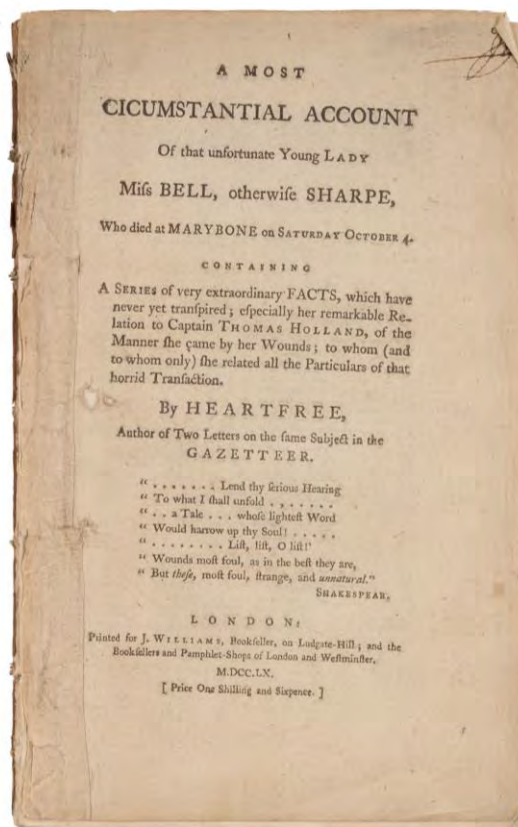 A MOST
CICUMSTANTIAL ACCOUNT
Of that unfortunate Young LADY
Miſs BELL, otherwiſe SHARPE,
Who died at MARYBONE on SATURDAY OCTOBER 4.
CONTAINING
A SERIES of very extraordinary FACTS, which have
never yet tranſpired; eſpecially her remarkable Re-
lation to Captain THOMAS HOLLAND, of the
Manner ſhe came by her Wounds; to whom (and
to whom only) ſhe related all the Particulars of that
horrid Tranſaction.
By HEARTFREE,
Author of Two Letters on the ſame Subject in the
GAZETTEER.
" . . . . . . . Lend thy ſerious Hearing
" To what I ſhall unfold . . . . . . .
" . . a Tale . . . whoſe lighteſt Word
" Would harrow up thy Soul! . . . . .
" . . . . . . . . Liſt, liſt, O liſt!'
" Wounds moſt foul, as in the beſt they are,
" But theſe, moſt foul, ſtrange, and unnatural."
SHAKESPEAR.
LONDON:
Printed for J. WILLIAMS, Bookſeller, on Ludgate-Hill; and the
Bookſellers and Pamphlet-Shops of London and Weſtminſter.
M.DCC.LX.
[ Price One Shilling and Sixpence. ]